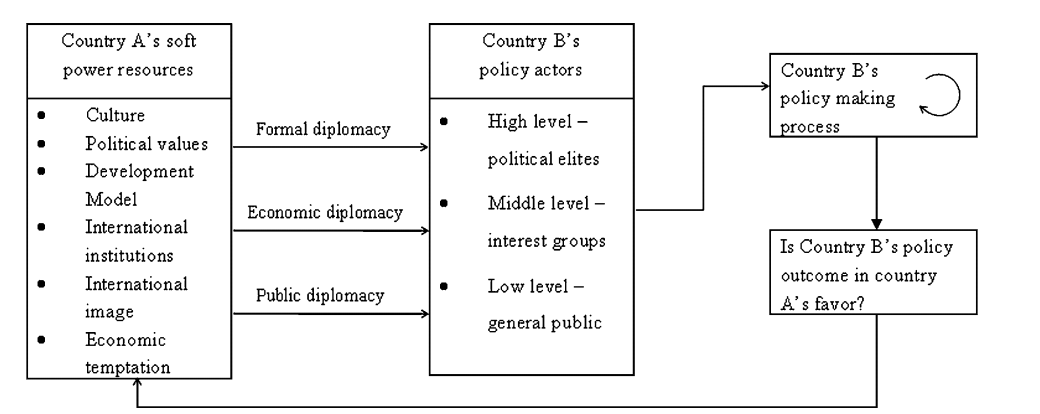 Country A's soft
power resources
• Culture
• Political values
• Development
Model
• International
institutions
• International
image
• Economic
temptation
Formal diplomacy
Economic diplomacy
Public diplomacy
Country B's
policy actors
• High level –
political elites
• Middle level –
interest groups
• Low level –
general public
Country B's
policy making
process
Is Country B's policy
outcome in country
A's favor?